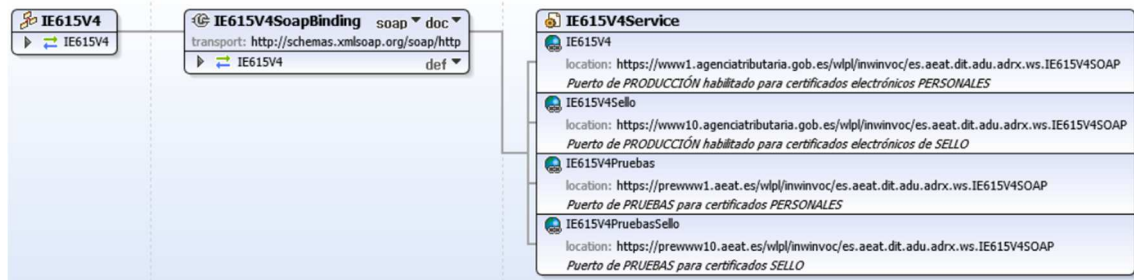 IE615V4
IE615V4
IE615V4SoapBinding soap doc
transport: http://schemas.xmlsoap.org/soap/http
IE615V4 def
IE615V4Service
IE615V4
location: https://www1.agenciatributaria.gob.es/wlpl/inwinvoc/es.aeat.dit.adu.adrx.ws.IE615V4SOAP
Puerto de PRODUCCIÓN habilitado para certificados electrónicos PERSONALES
IE615V4Sello
location: https://www10.agenciatributaria.gob.es/wlpl/inwinvoc/es.aeat.dit.adu.adrx.ws.IE615V4SOAP
Puerto de PRODUCCIÓN habilitado para certificados electrónicos de SELLO
IE615V4Pruebas
location: https://prewww1.aeat.es/wlpl/inwinvoc/es.aeat.dit.adu.adrx.ws.IE615V4SOAP
Puerto de PRUEBAS para certificados PERSONALES
IE615V4PruebasSello
location: https://prewww10.aeat.es/wlpl/inwinvoc/es.aeat.dit.adu.adrx.ws.IE615V4SOAP
Puerto de PRUEBAS para certificados SELLO